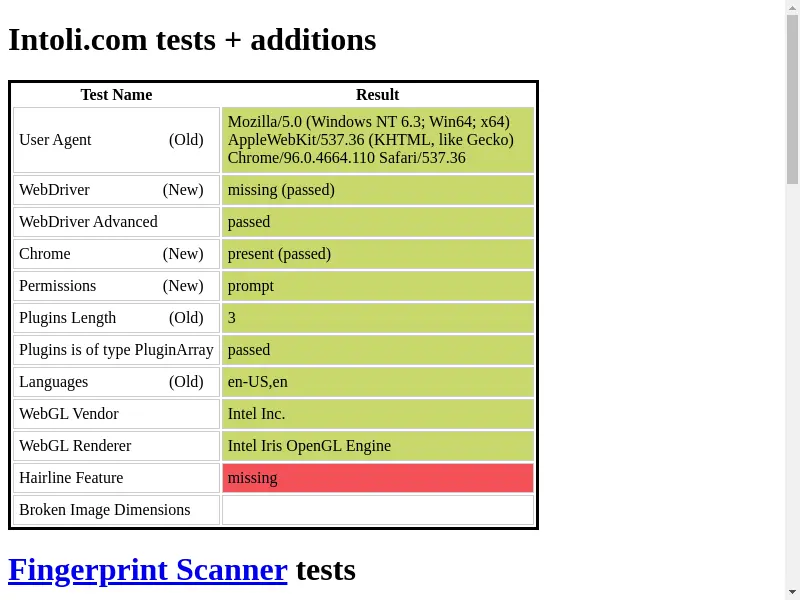 Intoli.com tests + additions
Test Name Result
User Agent (Old) Mozilla/5.0 (Windows NT 6.3; Win64; x64)
AppleWebKit/537.36 (KHTML, like Gecko)
Chrome/96.0.4664.110 Safari/537.36
WebDriver (New) missing (passed)
WebDriver Advanced passed
Chrome (New) present (passed)
Permissions (New) prompt
Plugins Length (Old) 3
Plugins is of type PluginArray passed
Languages (Old) en-US,en
WebGL Vendor Intel Inc.
WebGL Renderer Intel Iris OpenGL Engine
Hairline Feature missing
Broken Image Dimensions
Fingerprint Scanner tests